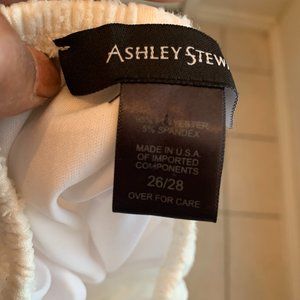 ASHLEY STEW
POLYESTER
5% SPANDEX
MADE IN U.S.A
OF IMPORTED
COMPONENTS
26/28
OVER FOR CARE